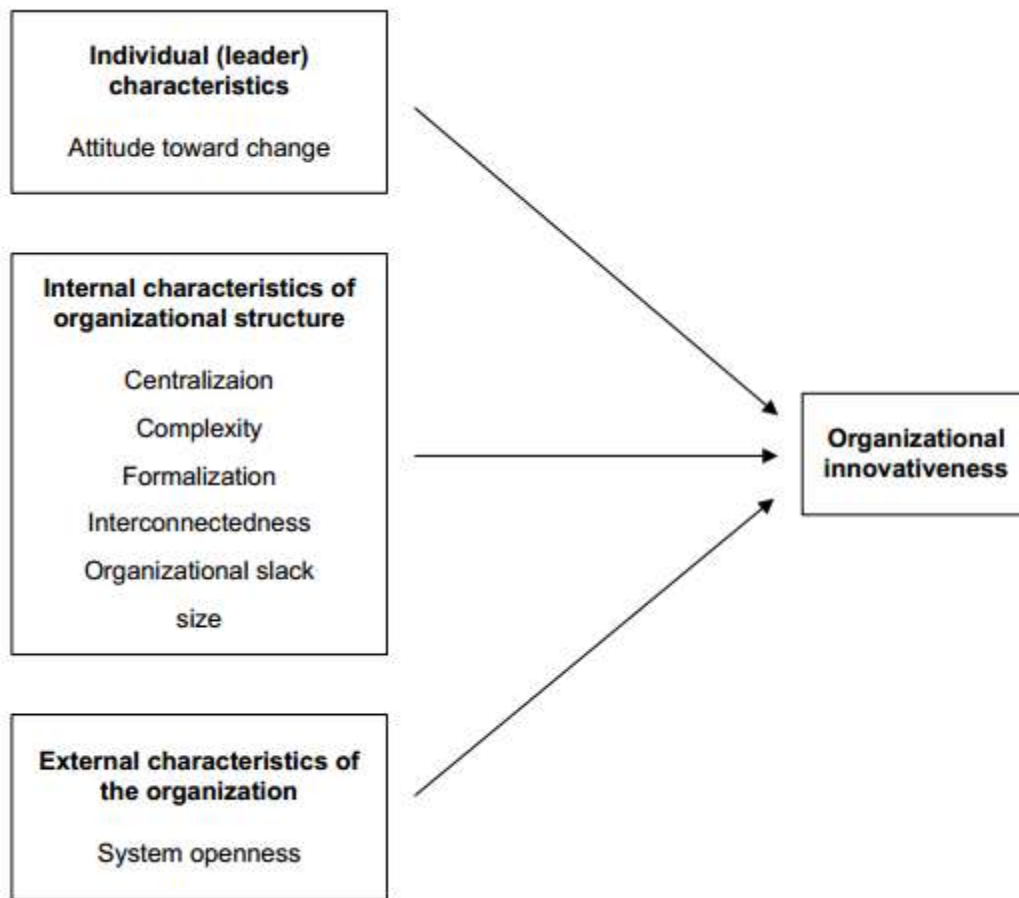 Individual (leader)
characteristics
Attitude toward change
Internal characteristics of
organizational structure
Centralizaion
Complexity
Formalization
Interconnectedness
Organizational slack
size
External characteristics of
the organization
System openness
Organizational
innovativeness